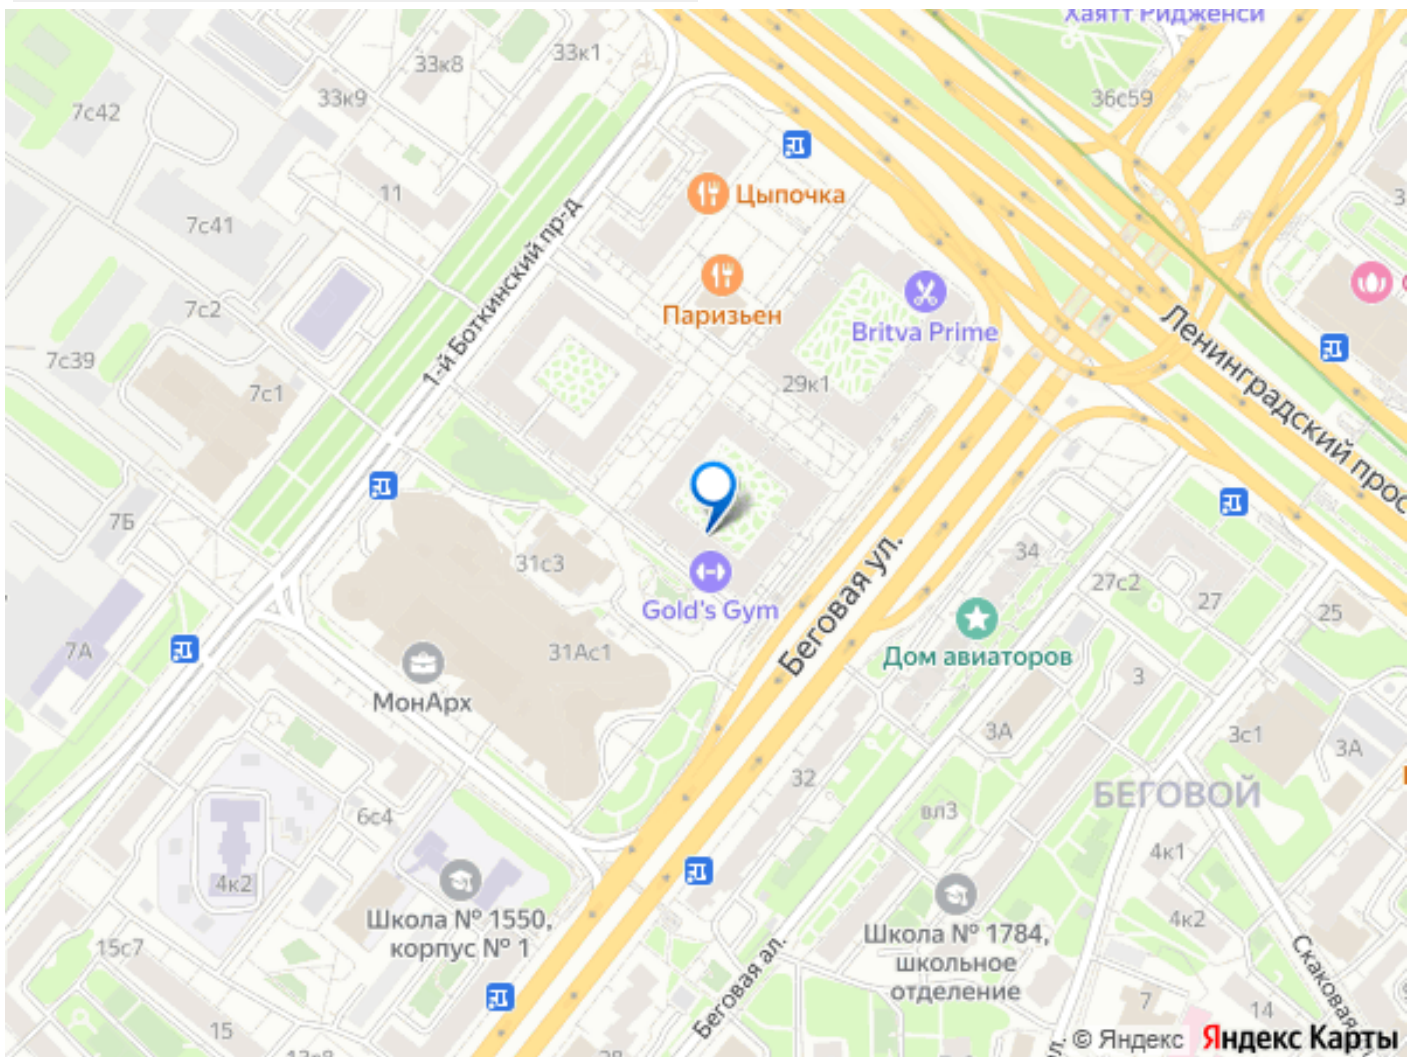 Хаятт Ридженси
33к8
33к1
33к9
36с59
7с42
11
Цыпочка
7с41
1-й Боткинский пр-д
Паризьен
Britva Prime
7с2
Ленинградский прос
7с39
7с1
29к1
7Б
31с3
34
27с2
27
25
Gold's Gym
Беговая ул.
7А
31Ас1
Дом авиаторов
3
МонАрх
3А
3с1
3А
32
БЕГОВОЙ
6с4
вл3
4к1
4к2
Школа № 1550,
корпус № 1
Школа № 1784,
школьное
отделение
4к2
15с7
Беговая ал.
Скаковая
7
14
15
© Яндекс
Яндекс Карты